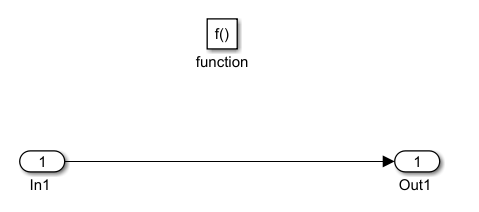 f()
function
1
1
In1
Out1